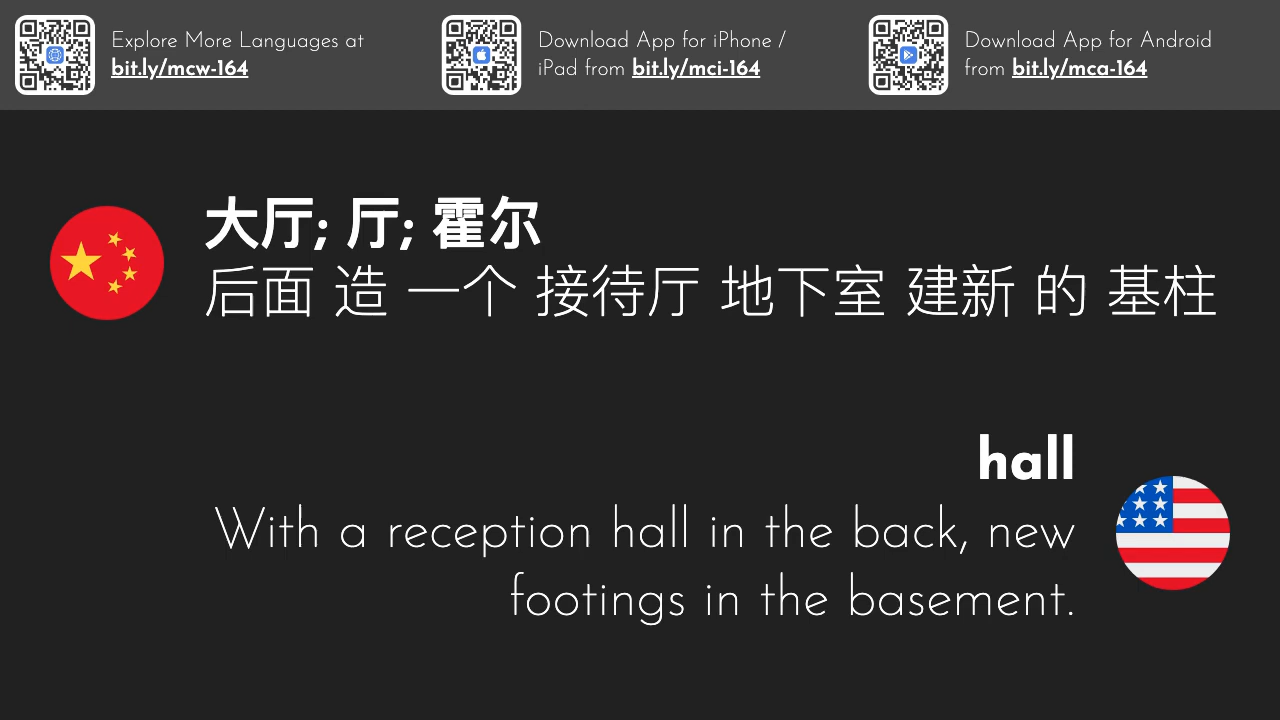 Explore More Languages at
bit.ly/mcw-164
Download App for iPhone /
iPad from bit.ly/mci-164
Download App for Android
from bit.ly/mca-164
大厅; 厅; 霍尔
后面 造 一个 接待厅 地下室 建新 的 基柱
hall
With a reception hall in the back, new
footings in the basement.